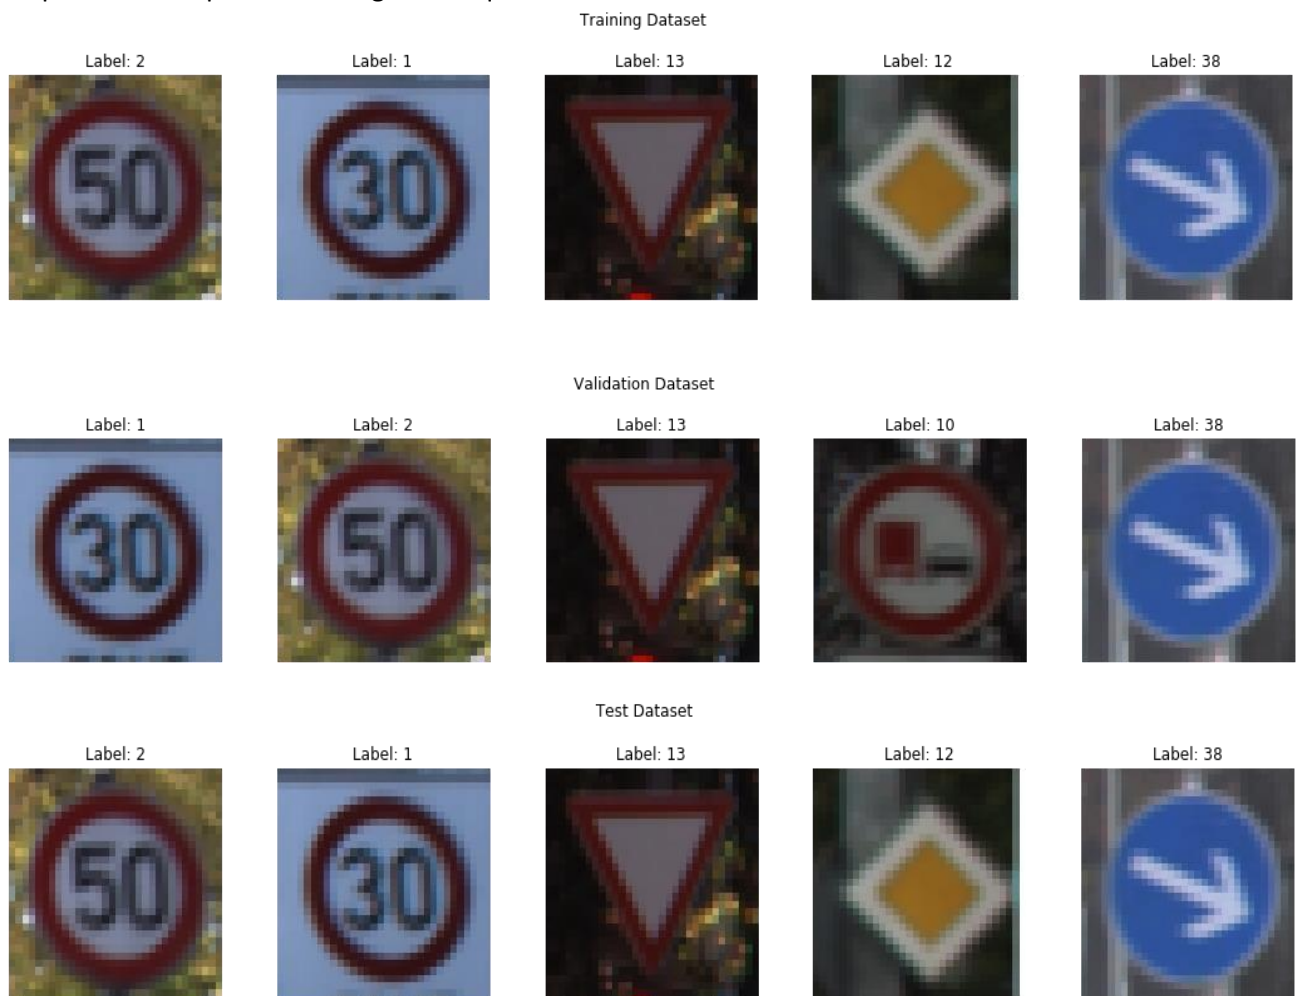 Training Dataset
Label: 2 Label: 1 Label: 13 Label: 12 Label: 38
50 30
Validation Dataset
Label: 1 Label: 2 Label: 13 Label: 10 Label: 38
30 50
Test Dataset
Label: 2 Label: 1 Label: 13 Label: 12 Label: 38
50 30